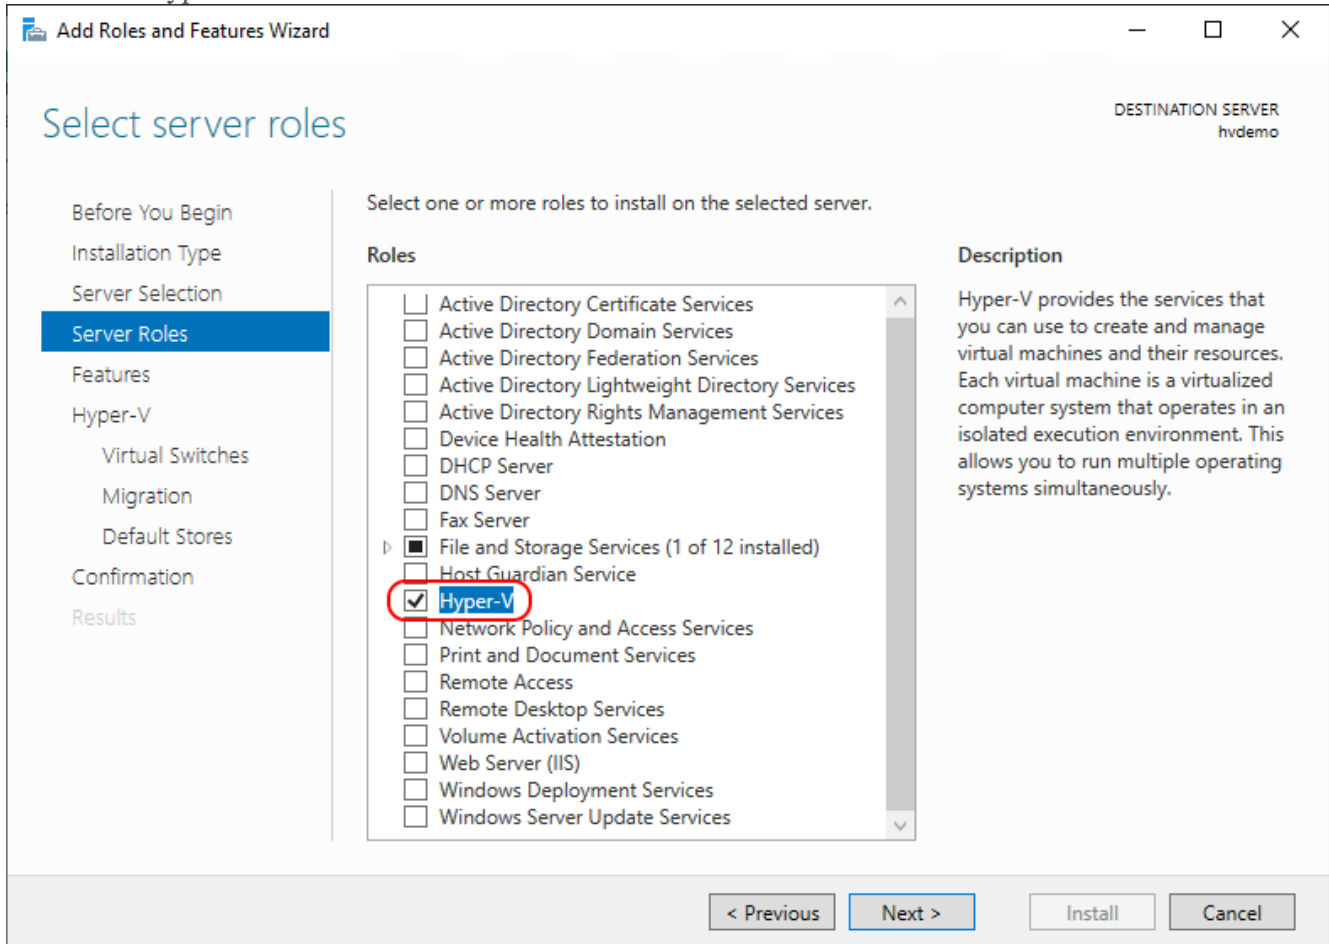 Add Roles and Features Wizard
Select server roles
DESTINATION SERVER
hvdemo
Before You Begin
Installation Type
Server Selection
Server Roles
Features
Hyper-V
Virtual Switches
Migration
Default Stores
Confirmation
Results
Select one or more roles to install on the selected server.
Roles
Active Directory Certificate Services
Active Directory Domain Services
Active Directory Federation Services
Active Directory Lightweight Directory Services
Active Directory Rights Management Services
Device Health Attestation
DHCP Server
DNS Server
Fax Server
File and Storage Services (1 of 12 installed)
Host Guardian Service
Hyper-V
Network Policy and Access Services
Print and Document Services
Remote Access
Remote Desktop Services
Volume Activation Services
Web Server (IIS)
Windows Deployment Services
Windows Server Update Services
Description
Hyper-V provides the services that
you can use to create and manage
virtual machines and their resources.
Each virtual machine is a virtualized
computer system that operates in an
isolated execution environment. This
allows you to run multiple operating
systems simultaneously.
< Previous
Next >
Install
Cancel